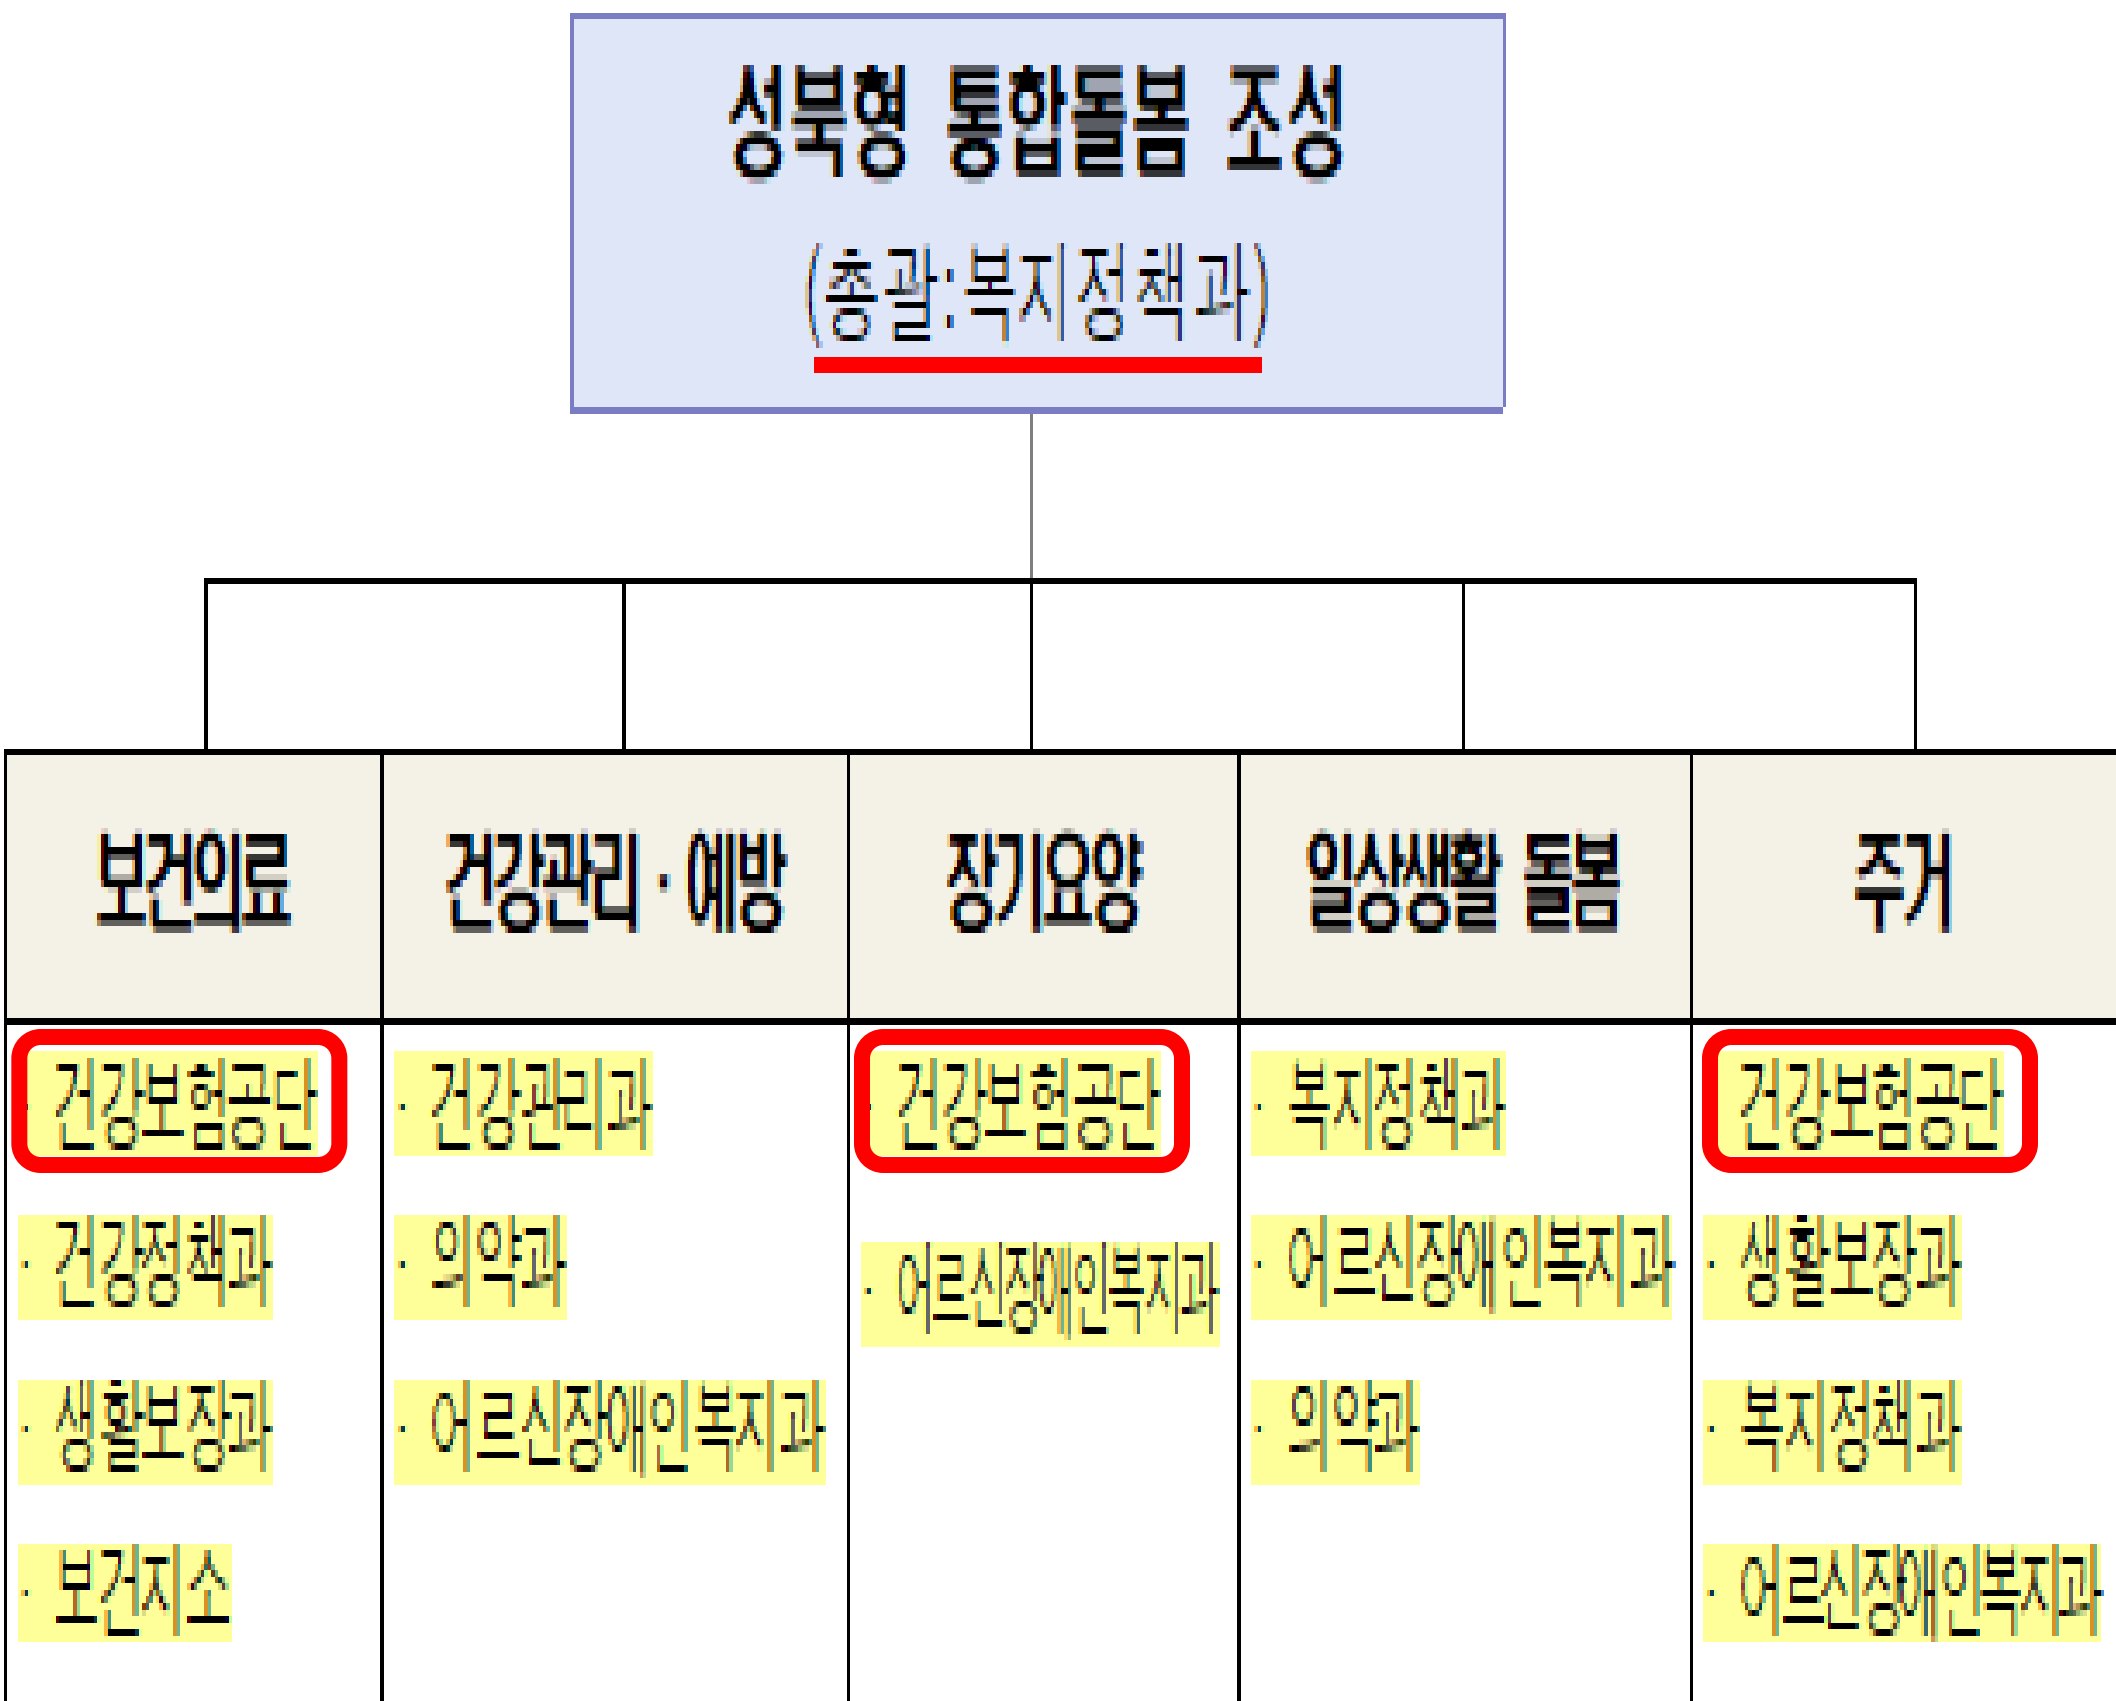 성북형 통합돌봄 조성
(총괄:복지정책과)
보건의료
건강관리·예방
장기요양
일상생활 돌봄
주거
· 건강보험공단
· 건강정책과
· 생활보장과
· 보건지소
· 건강관리과
· 의약과
· 어르신장애인복지과
· 건강보험공단
· 어르신장애인복지과
· 복지정책과
· 어르신장애인복지과
· 의약과
건강보험공단
· 생활보장과
· 복지정책과
· 어르신장애인복지과